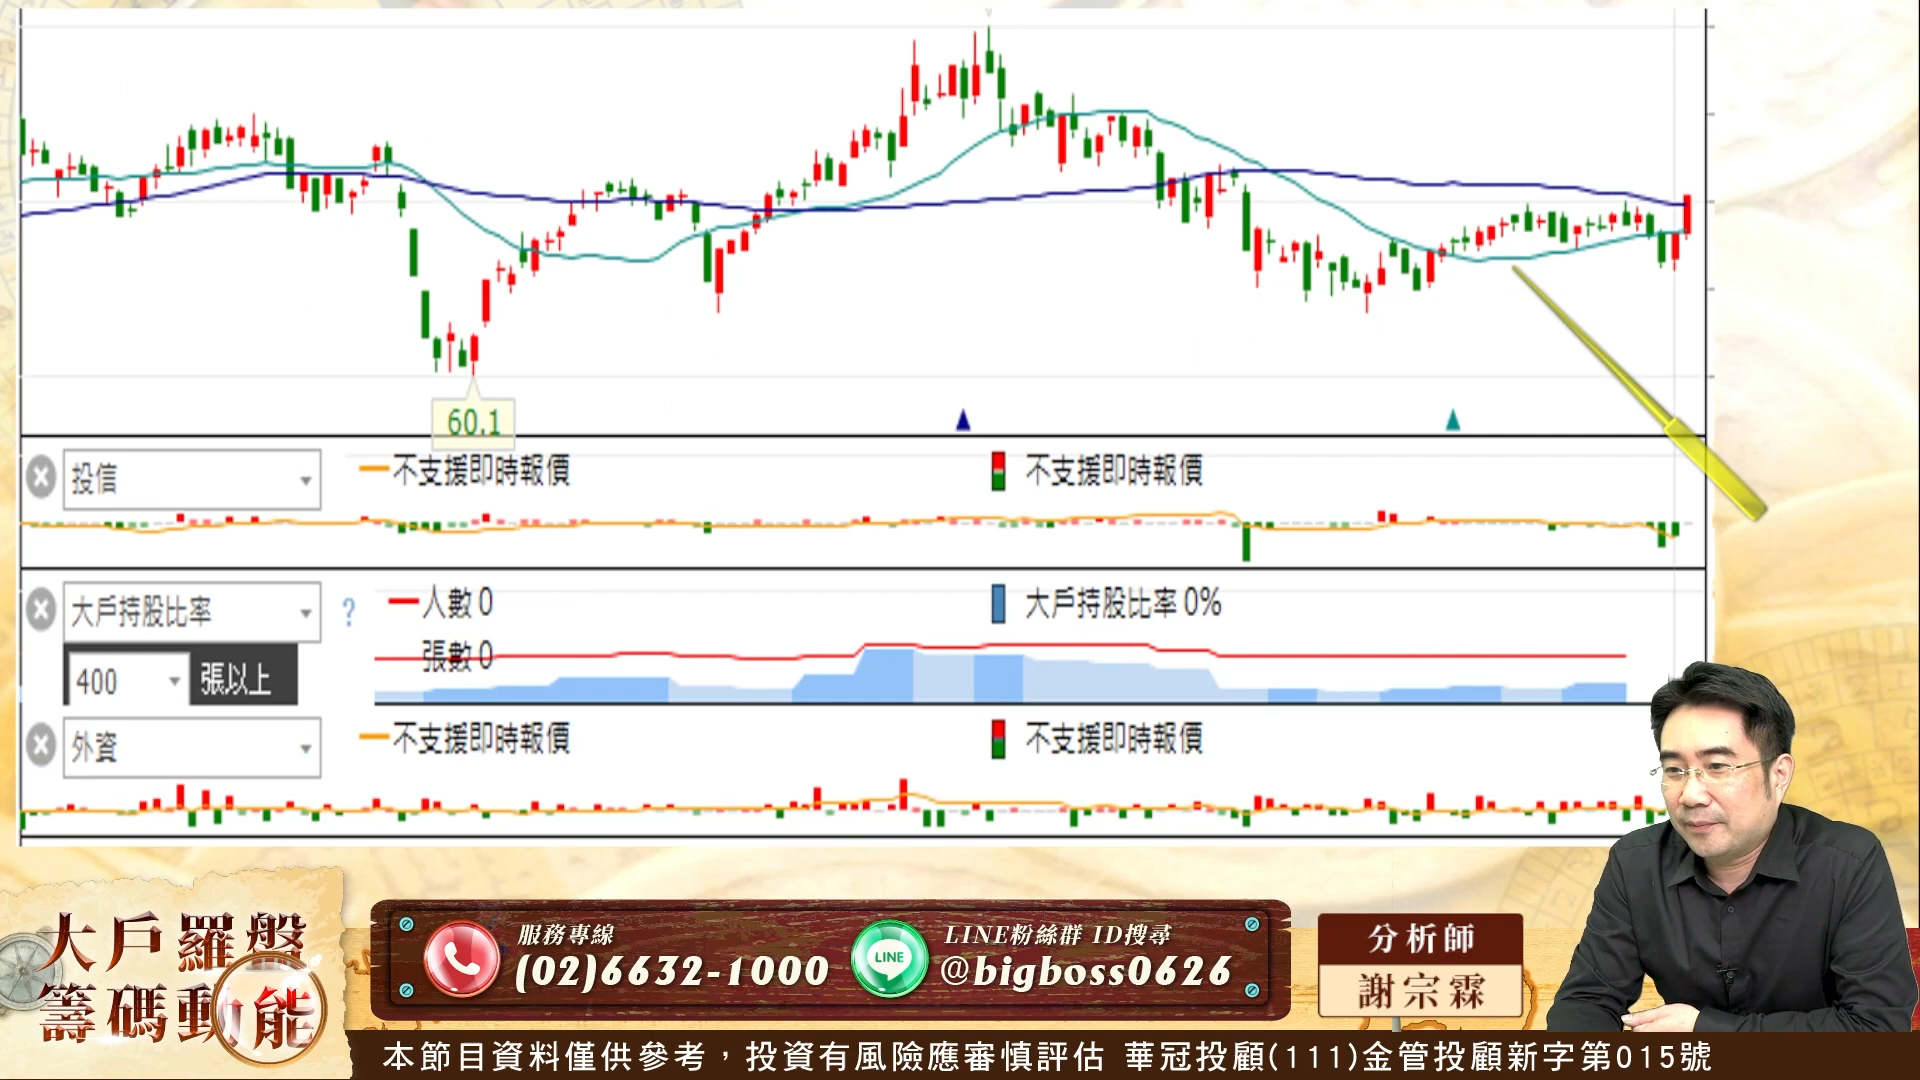 60.1
投信
不支援即時報價
不支援即時報價
大戶持股比率
?
人數 0
大戶持股比率 0%
張數 0
400
張以上
外資
不支援即時報價
不支援即時報價
大戶羅盤
籌碼動能
服務專線
(02)6632-1000
LINE
LINE粉絲群 ID搜尋
@bigboss0626
分析師
謝宗霖
本節目資料僅供參考，投資有風險應審慎評估 華冠投顧(111)金管投顧新字第015號